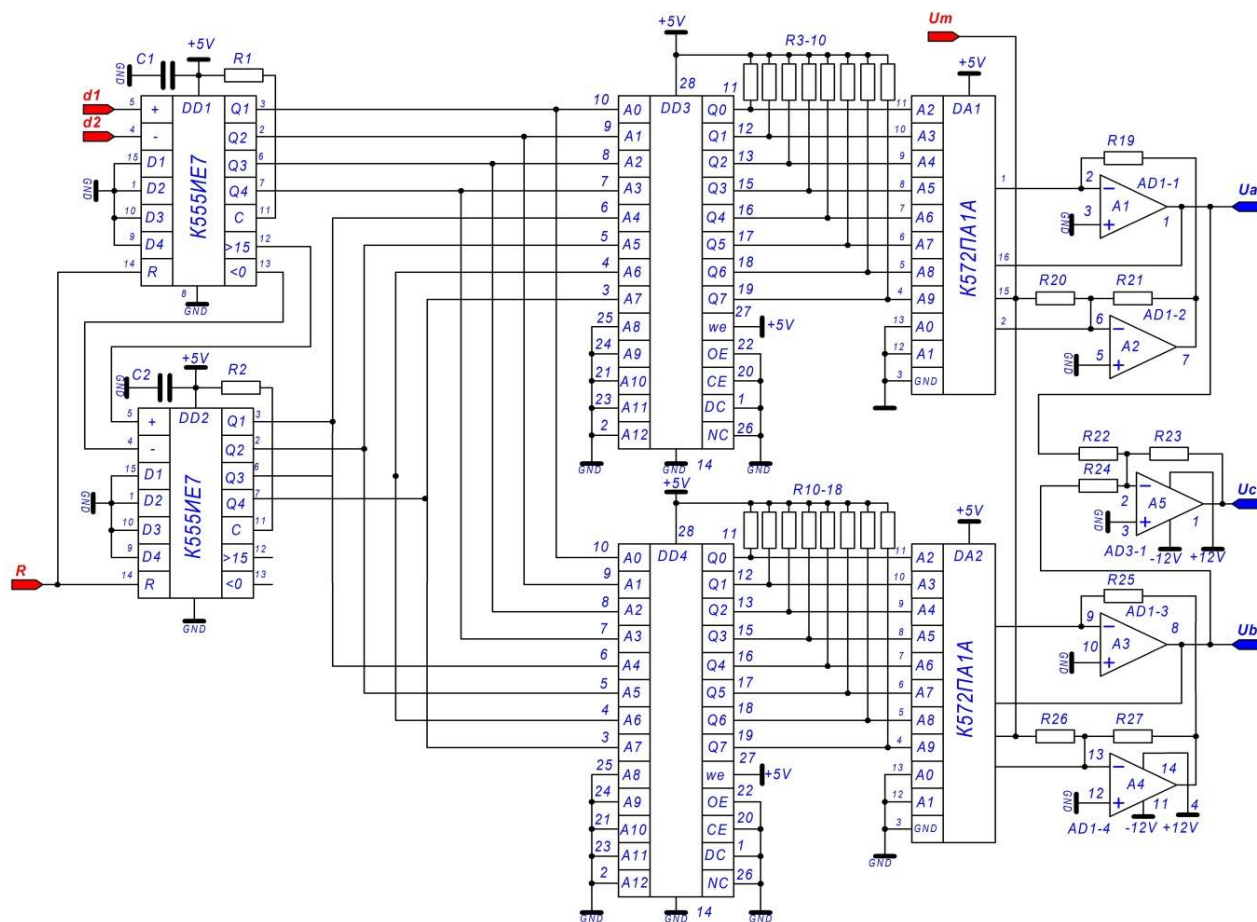 Um
+5V
R3-10
+5V
C1
R1
+5V
GND
28
11
d1
5
+
DD1
Q1
3
10
A0
DD3
Q0
11
A2
DA1
d2
4
-
Q2
2
9
A1
Q1
12
10
A3
R19
15
D1
Q3
6
8
A2
Q2
13
9
A4
GND
1
D2
Q4
7
7
A3
Q3
15
8
A5
1
2
AD1-1
10
D3
К555ИЕ7
C
11
6
A4
Q4
16
7
A6
К572ПА1А
GND
3
+
A1
1
Ua
9
D4
>15
12
5
A5
Q5
17
6
A7
14
R
<0
13
4
A6
Q6
18
5
A8
16
R20
R21
8
GND
3
A7
Q7
19
4
A9
15
AD1-2
25
A8
we
27
+5V
13
A0
2
6
A2
24
A9
OE
22
12
A1
GND
5
+
7
+5V
21
A10
CE
20
3
GND
C2
R2
GND
23
A11
DC
1
DD2
2
A12
NC
26
5
+
Q1
3
GND
GND
14
GND
4
-
Q2
2
R22
R23
15
D1
Q3
6
+5V
R10-18
+5V
R24
GND
1
D2
Q4
7
2
A5
Uc
10
D3
К555ИЕ7
C
11
28
11
GND
3
+
1
9
D4
>15
12
10
A0
DD4
Q0
11
A2
DA2
AD3-1
-12V
+12V
R
14
R
<0
13
9
A1
Q1
12
10
A3
R25
GND
8
A2
Q2
13
9
A4
AD1-3
7
A3
Q3
15
8
A5
9
8
6
A4
Q4
16
7
A6
К572ПА1А
GND
10
+
A3
Ub
5
A5
Q5
17
6
A7
4
A6
Q6
18
5
A8
R26
R27
3
A7
Q7
19
4
A9
25
A8
we
27
+5V
13
A0
13
A4
14
24
A9
OE
22
12
A1
GND
12
+
11
4
21
A10
CE
20
3
GND
AD1-4
-12V
+12V
23
A11
DC
1
2
A12
NC
26
GND
GND
GND
14
GND